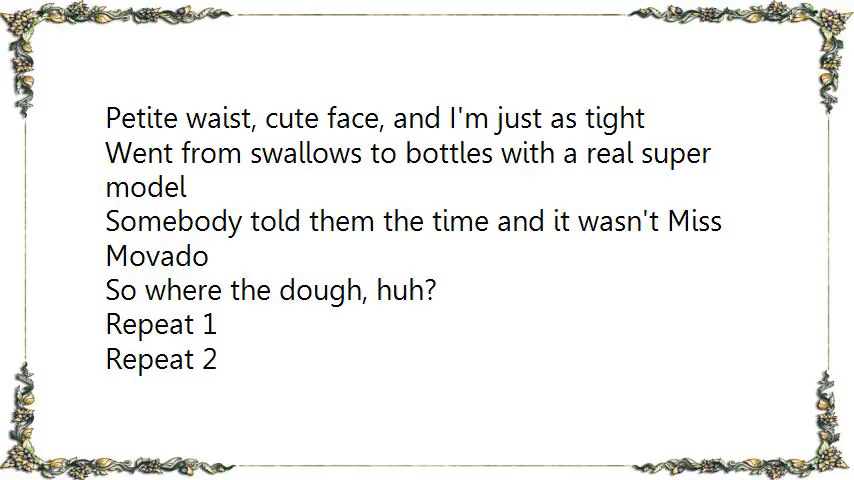 Petite waist, cute face, and I'm just as tight
Went from swallows to bottles with a real super
model
Somebody told them the time and it wasn't Miss
Movado
So where the dough, huh?
Repeat 1
Repeat 2